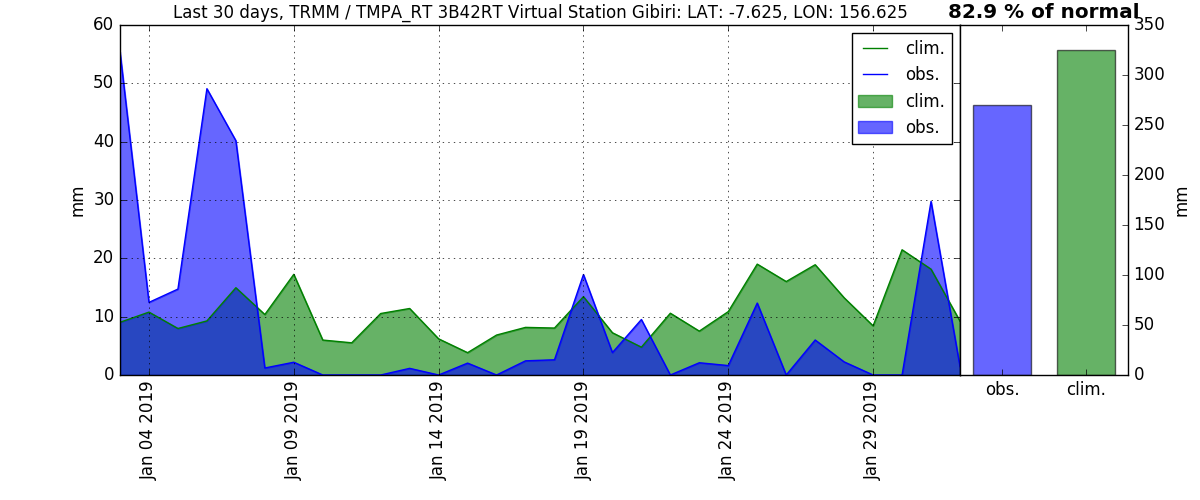 Last 30 days, TRMM / TMPA_RT 3B42RT Virtual Station Gibiri: LAT: -7.625, LON: 156.625
82.9 % of normal
60
50
40
30
20
10
0
mm
clim.
obs.
clim.
obs.
350
300
250
200
150
100
50
0
mm
obs.
clim.
Jan 04 2019
Jan 09 2019
Jan 14 2019
Jan 19 2019
Jan 24 2019
Jan 29 2019